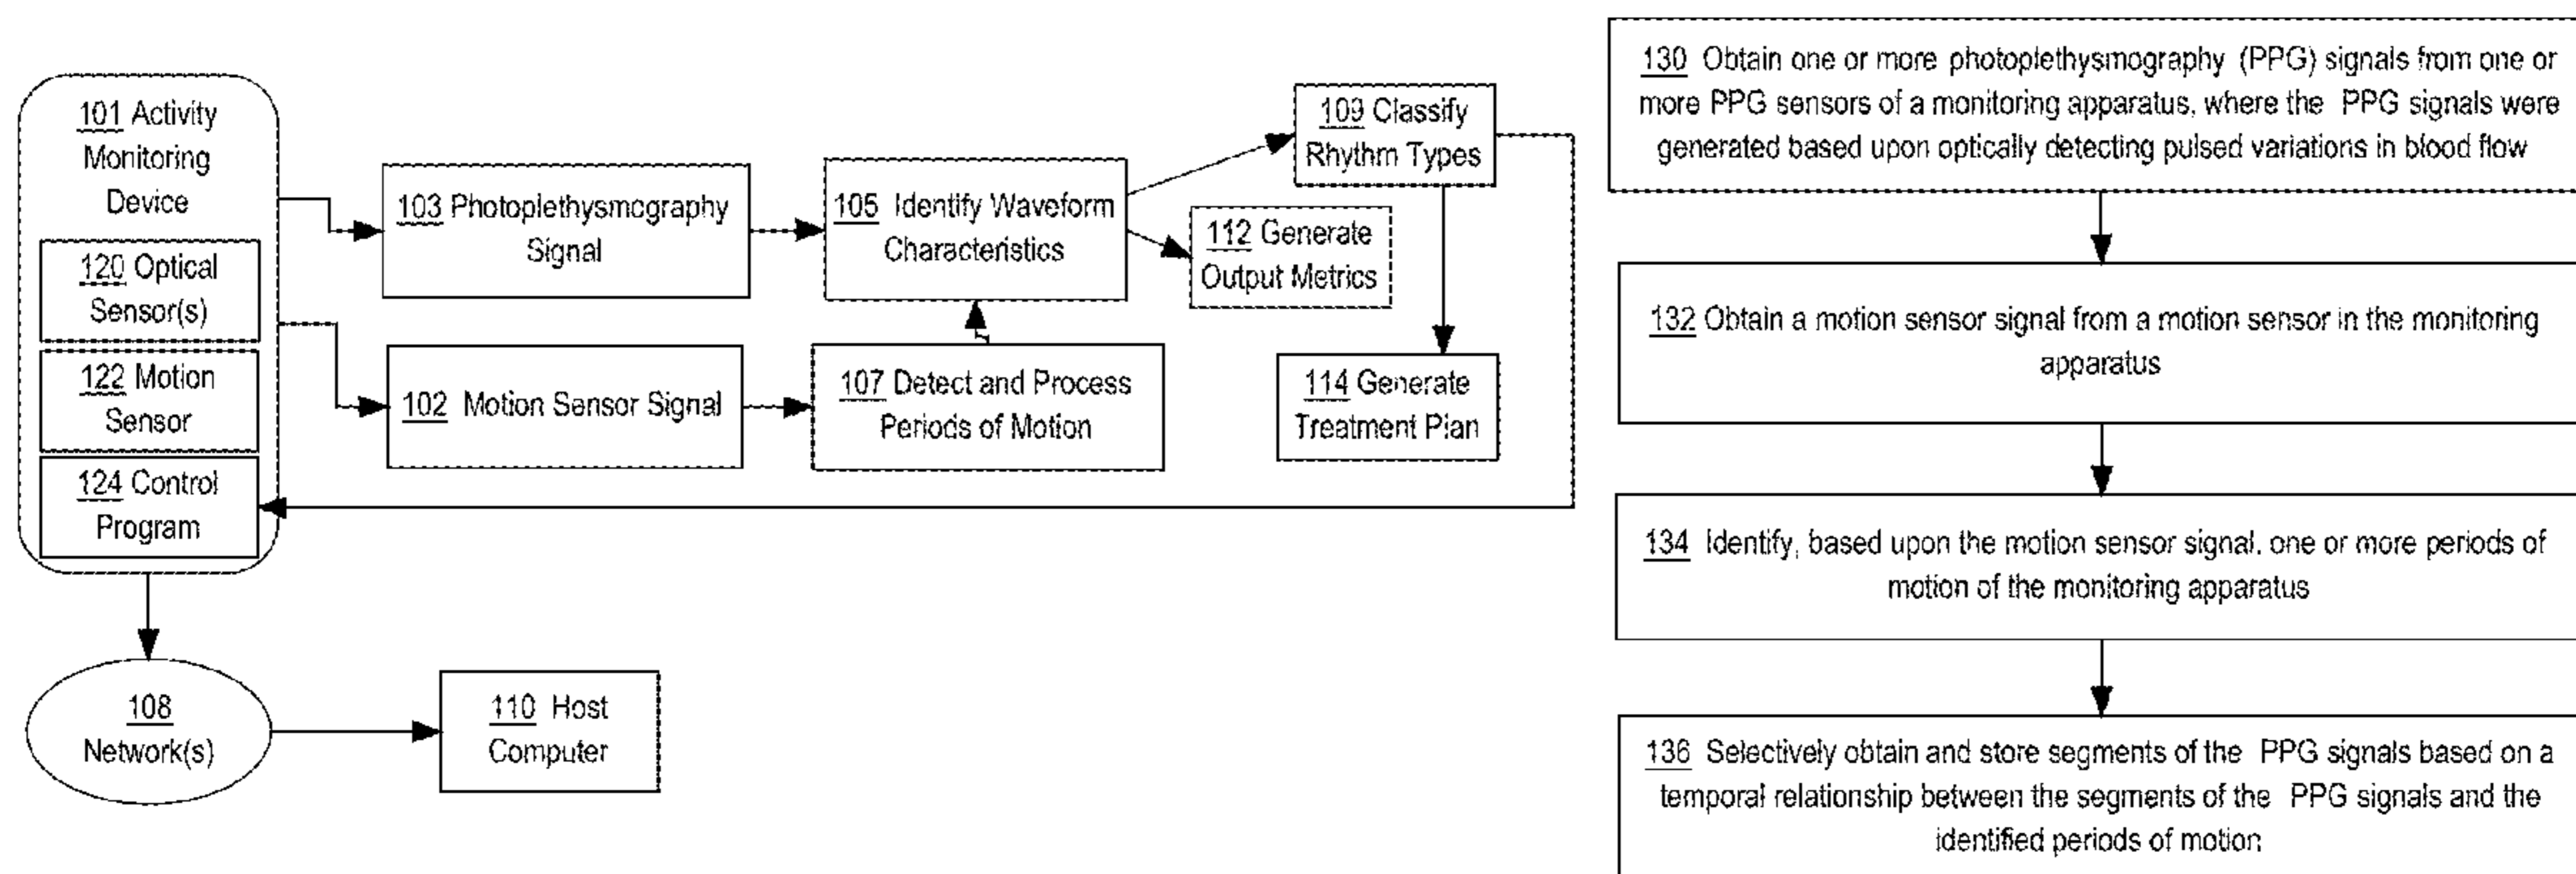 101 Activity
Monitoring
Device
120 Optical
Sensor(s)
122 Motion
Sensor
124 Control
Program
103 Photoplethysmography
Signal
102 Motion Sensor Signal
105 Identify Waveform
Characteristics
107 Detect and Process
Periods of Motion
109 Classify
Rhythm Types
112 Generate
Output Metrics
114 Generate
Treatment Plan
108
Network(s)
110 Host
Computer
130 Obtain one or more photoplethysmography (PPG) signals from one or
more PPG sensors of a monitoring apparatus, where the PPG signals were
generated based upon optically detecting pulsed variations in blood flow
132 Obtain a motion sensor signal from a motion sensor in the monitoring
apparatus
134 Identify, based upon the motion sensor signal, one or more periods of
motion of the monitoring apparatus
136 Selectively obtain and store segments of the PPG signals based on a
temporal relationship between the segments of the PPG signals and the
identified periods of motion